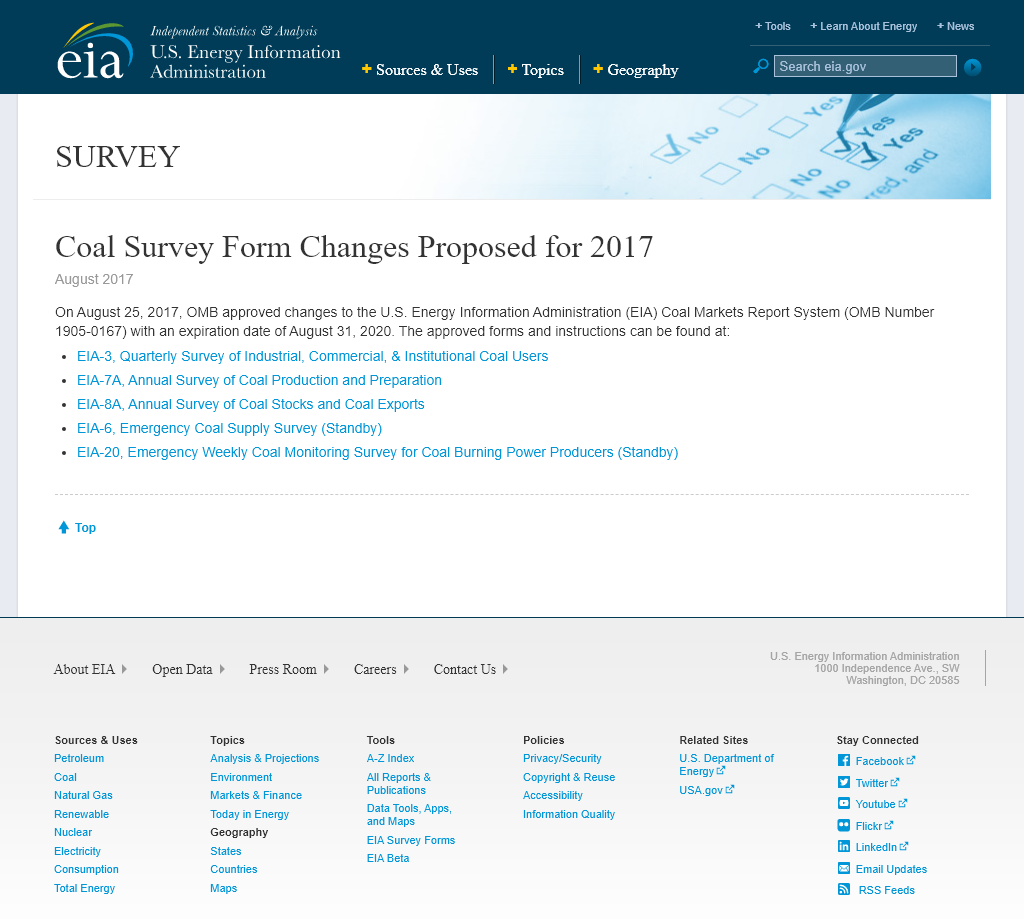 eia
Independent Statistics & Analysis
U.S. Energy Information
Administration
+ Sources & Uses
+ Topics
+ Geography
+ Tools
+ Learn About Energy
+ News
Search eia.gov
SURVEY
No
Yes
No
Yes
Yes
No
No
rred, and
Coal Survey Form Changes Proposed for 2017
August 2017
On August 25, 2017, OMB approved changes to the U.S. Energy Information Administration (EIA) Coal Markets Report System (OMB Number
1905-0167) with an expiration date of August 31, 2020. The approved forms and instructions can be found at:
• EIA-3, Quarterly Survey of Industrial, Commercial, & Institutional Coal Users
• EIA-7A, Annual Survey of Coal Production and Preparation
• EIA-8A, Annual Survey of Coal Stocks and Coal Exports
• EIA-6, Emergency Coal Supply Survey (Standby)
• EIA-20, Emergency Weekly Coal Monitoring Survey for Coal Burning Power Producers (Standby)
Top
About EIA
Open Data
Press Room
Careers
Contact Us
U.S. Energy Information Administration
1000 Independence Ave., SW
Washington, DC 20585
Sources & Uses
Petroleum
Coal
Natural Gas
Renewable
Nuclear
Electricity
Consumption
Total Energy
Topics
Analysis & Projections
Environment
Markets & Finance
Today in Energy
Geography
States
Countries
Maps
Tools
A-Z Index
All Reports &
Publications
Data Tools, Apps,
and Maps
EIA Survey Forms
EIA Beta
Policies
Privacy/Security
Copyright & Reuse
Accessibility
Information Quality
Related Sites
U.S. Department of
Energy
USA.gov
Stay Connected
Facebook
Twitter
Youtube
Flickr
LinkedIn
Email Updates
RSS Feeds